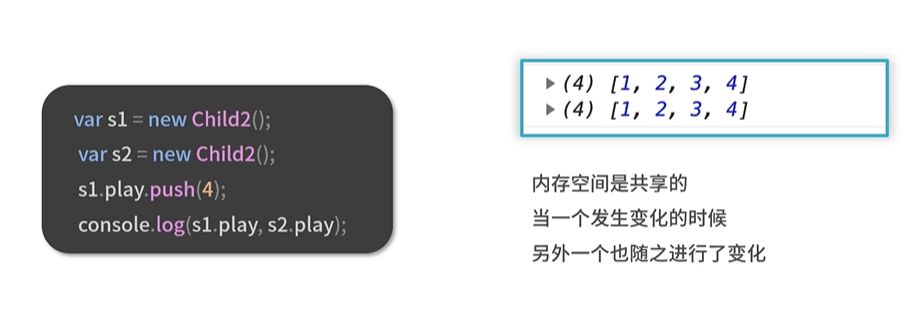 var s1 = new Child2();
var s2 = new Child2();
s1.play.push(4);
console.log(s1.play, s2.play);
▶ (4) [1, 2, 3, 4]
▶ (4) [1, 2, 3, 4]
内存空间是共享的
当一个发生变化的时候
另外一个也随之进行了变化